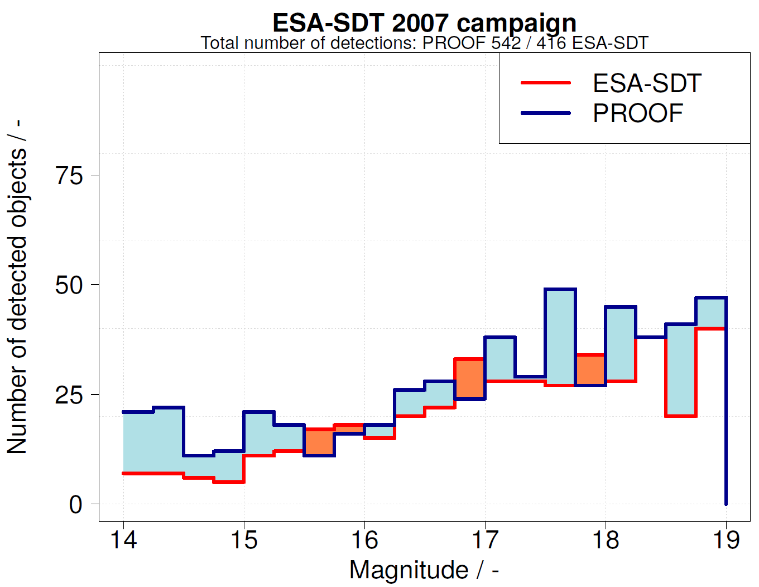 ESA-SDT 2007 campaign
Total number of detections: PROOF 542 / 416 ESA-SDT
ESA-SDT
PROOF
Number of detected objects / -
75
50
25
0
14 15 16 17 18 19
Magnitude / -